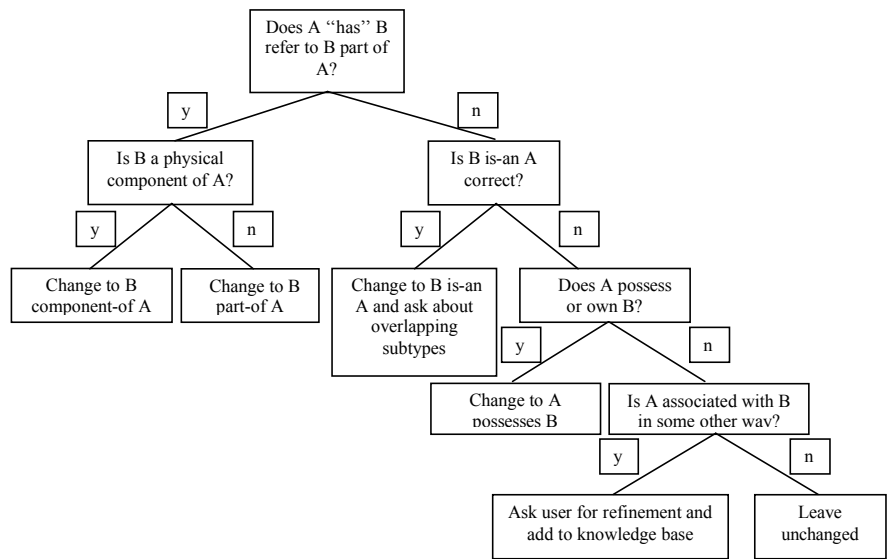 Does A “has” B
refer to B part of
A?
y
n
Is B a physical
component of A?
Is B is-an A
correct?
y
n
y
n
Change to B
component-of A
Change to B
part-of A
Change to B is-an
A and ask about
overlapping
subtypes
Does A possess
or own B?
y
n
Change to A
possesses B
Is A associated with B
in some other way?
y
n
Ask user for refinement and
add to knowledge base
Leave
unchanged